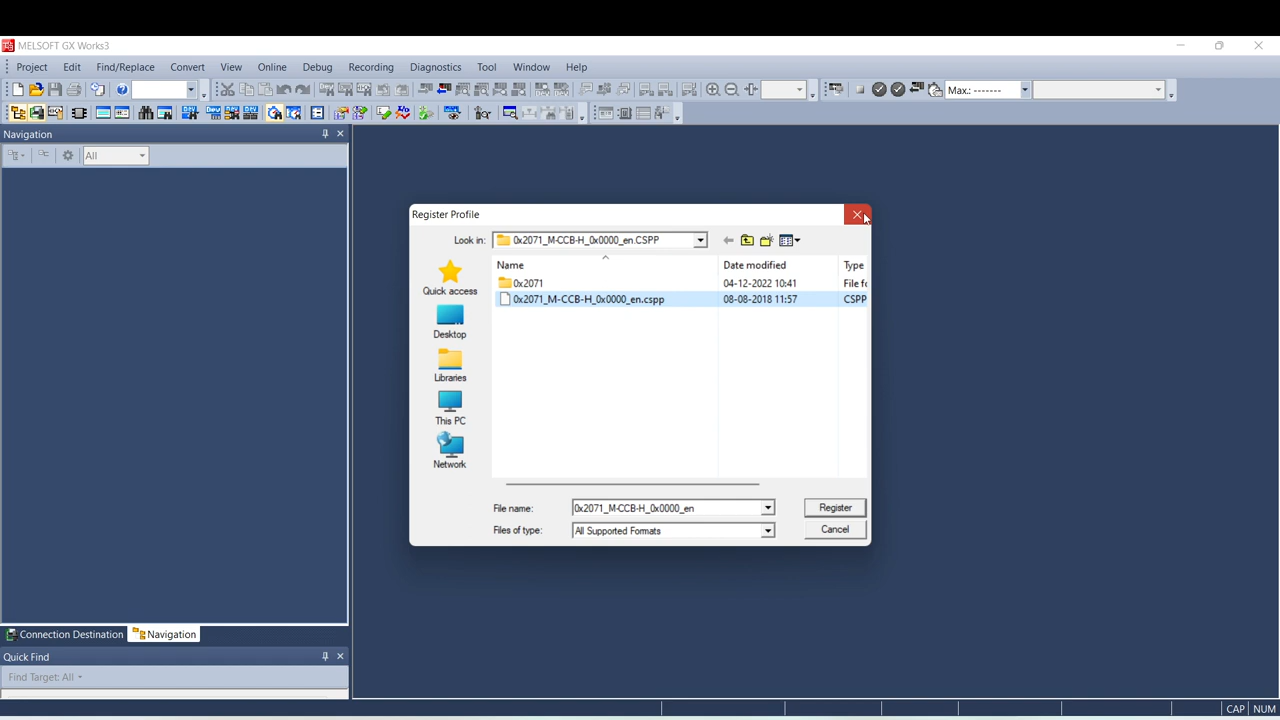 MELSOFT GX Works3
Project Edit Find/Replace Convert View Online Debug Recording Diagnostics Tool Window Help
Max.: -------
Navigation
All
Register Profile
Look in: 0x2071_M-CCB-H_0x0000_en.CSPP
Name Date modified Type
0x2071 04-12-2022 10:41 File fo
0x2071_M-CCB-H_0x0000_en.cspp 08-08-2018 11:57 CSPP
Quick access
Desktop
Libraries
This PC
Network
File name: 0x2071_M-CCB-H_0x0000_en Register
Files of type: All Supported Formats Cancel
Connection Destination Navigation
Quick Find
Find Target: All
CAP NUM